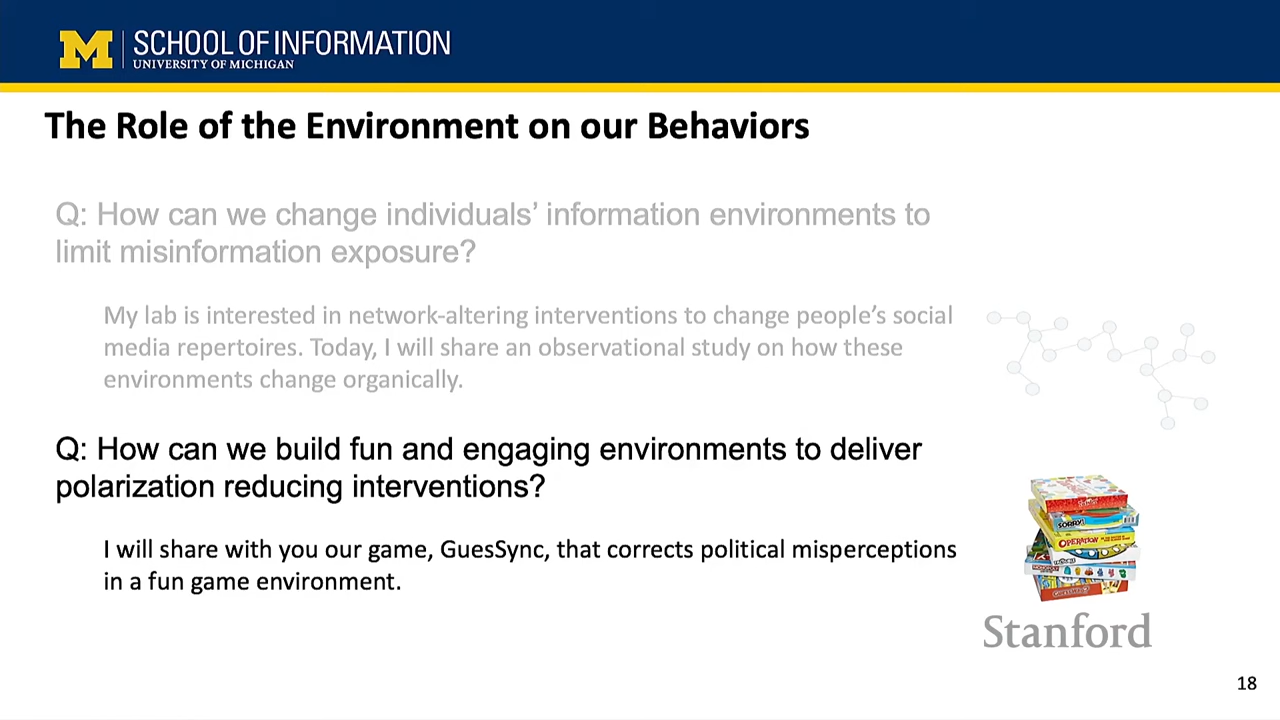 M SCHOOL OF INFORMATION
UNIVERSITY OF MICHIGAN
The Role of the Environment on our Behaviors
Q: How can we change individuals’ information environments to
limit misinformation exposure?
My lab is interested in network-altering interventions to change people’s social
media repertoires. Today, I will share an observational study on how these
environments change organically.
Q: How can we build fun and engaging environments to deliver
polarization reducing interventions?
I will share with you our game, GuesSync, that corrects political misperceptions
in a fun game environment.
SORRY!
OPERATION
Stanford
18